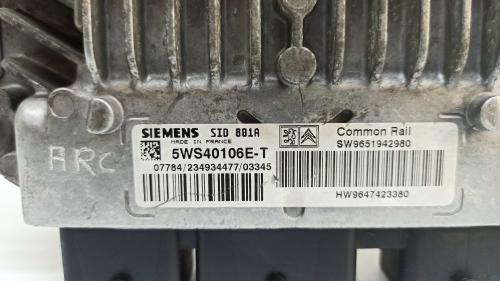 SIEMENS SID 801A
MADE IN FRANCE
5WS40106E-T
07784/234934477/03345
Common Rail
SW9651942980
HW9647423380
ARC